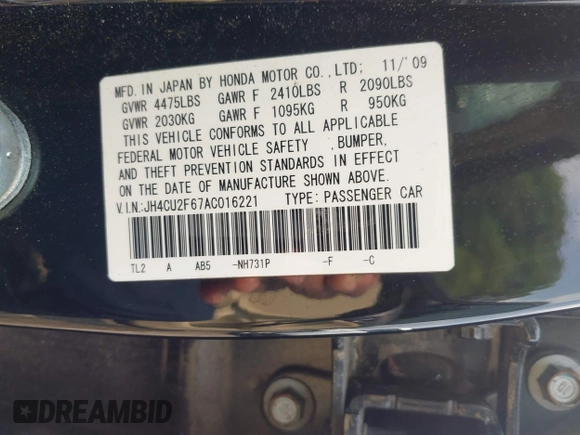 MFD. IN JAPAN BY HONDA MOTOR CO.,LTD; 11/'09
GVWR 4475LBS GAWR F 2410LBS R 2090LBS
GVWR 2030KG GAWR F 1095KG R 950KG
THIS VEHICLE CONFORMS TO ALL APPLICABLE
FEDERAL MOTOR VEHICLE SAFETY ,BUMPER,
AND THEFT PREVENTION STANDARDS IN EFFECT
ON THE DATE OF MANUFACTURE SHOWN ABOVE.
V.I.N:JH4CU2F67AC016221 TYPE: PASSENGER CAR
TL2 A AB5 -NH731P -F -C
DREAMBID